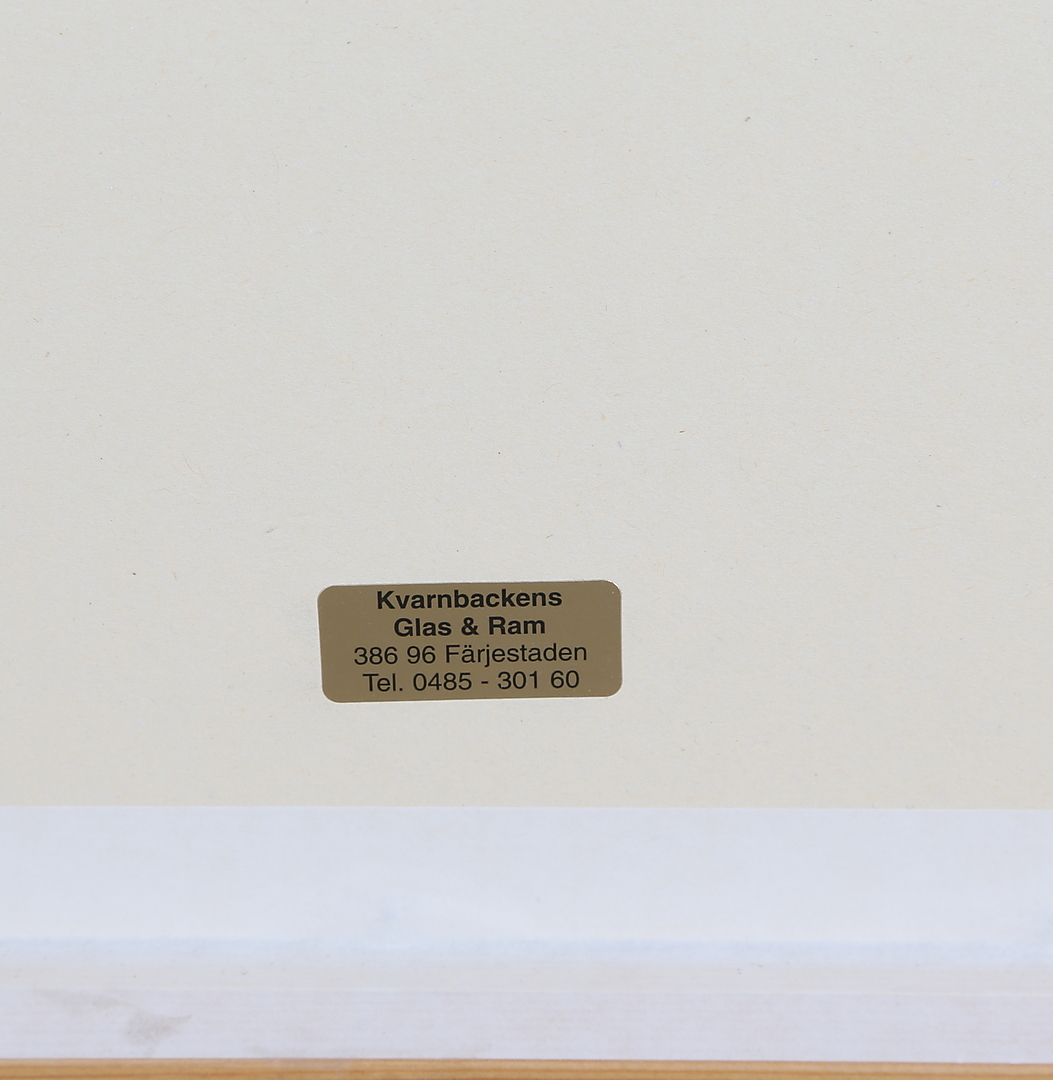 Kvarnbackens
Glas & Ram
386 96 Färjestaden
Tel. 0485 - 301 60